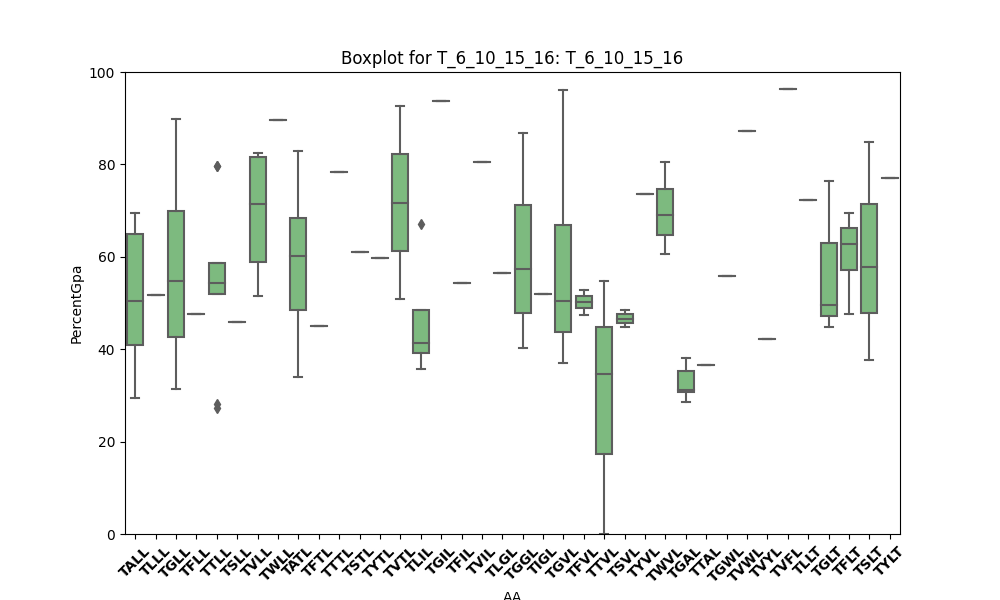 Boxplot for T_6_10_15_16: T_6_10_15_16
PercentGpa
100
80
60
40
20
0
TALL TLLL TGLL TFLL TTLL TSLL TVLL TWLL TATL TFTL TTTL TSTL TYTL TVTL TLIL TGIL TFIL TVIL TLGL TGGL TIGL TGVL TFVL TTVL TSVL TYVL TWVL TGAL TTAL TGWL TVWL TVYL TVFL TLLT TGLT TFLT TSLT TYLT
AA